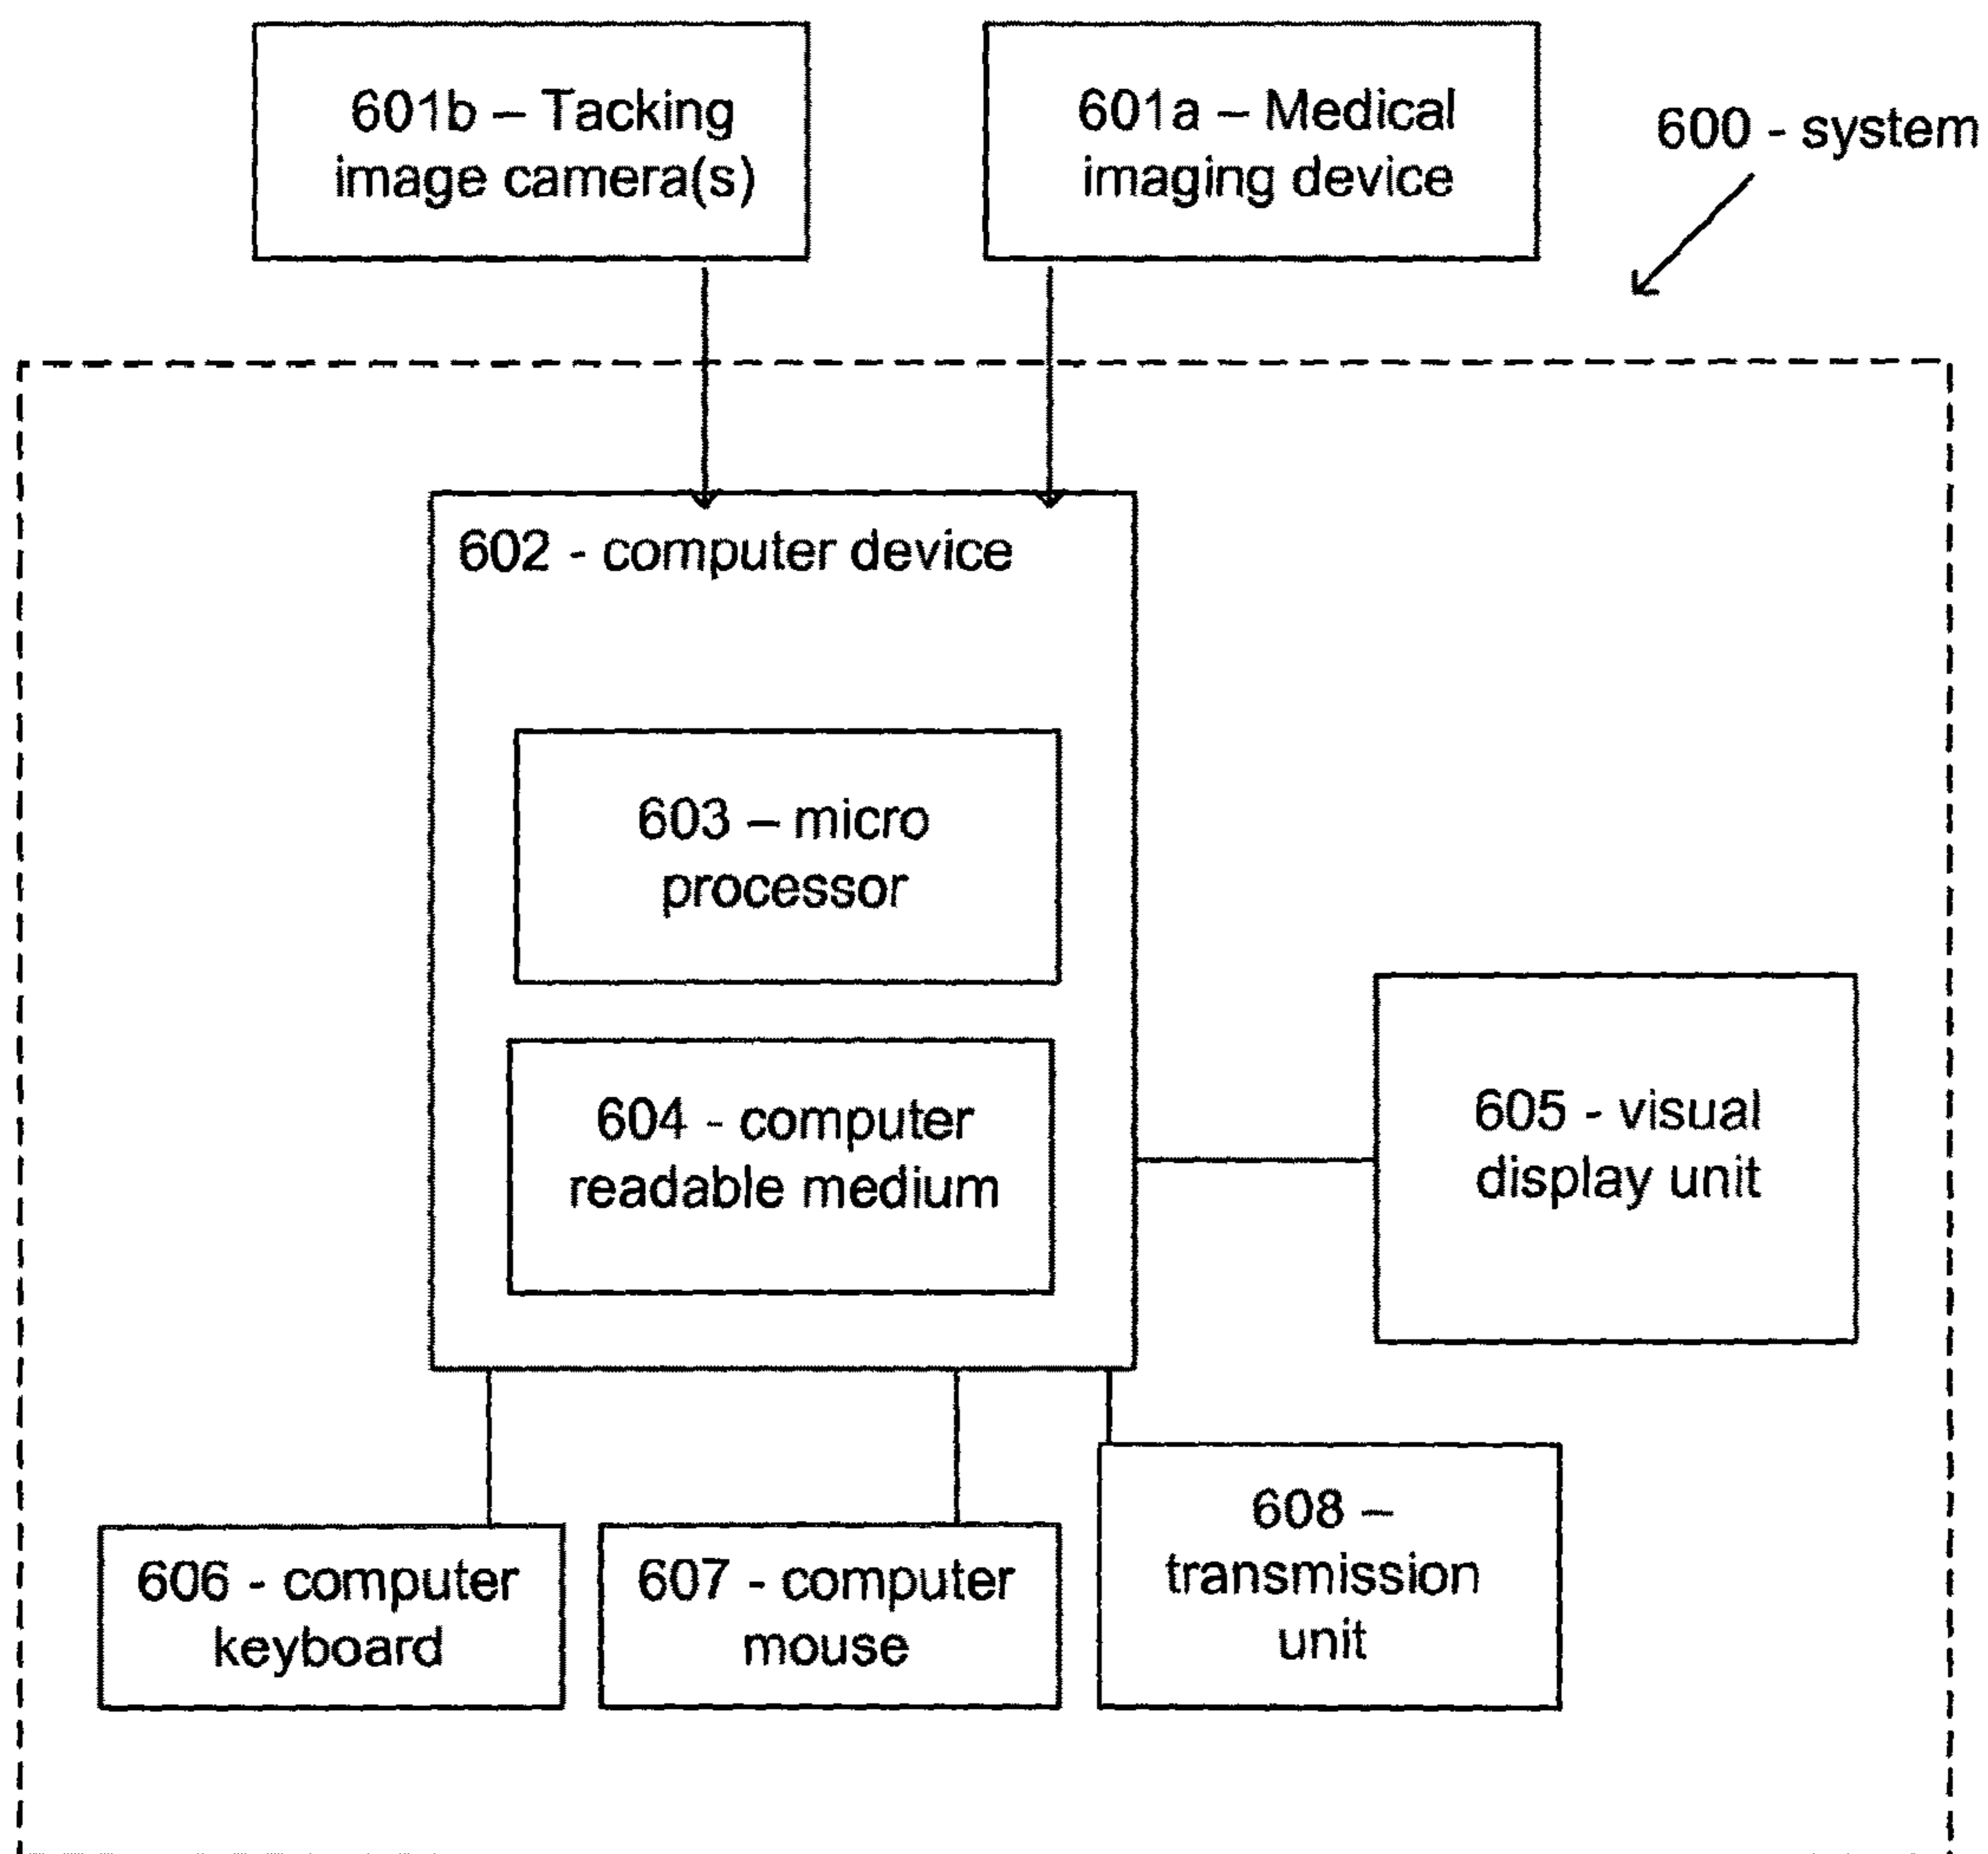 601b – Tacking
image camera(s)
601a – Medical
imaging device
600 - system
602 - computer device
603 – micro
processor
604 - computer
readable medium
605 - visual
display unit
606 - computer
keyboard
607 - computer
mouse
608 –
transmission
unit